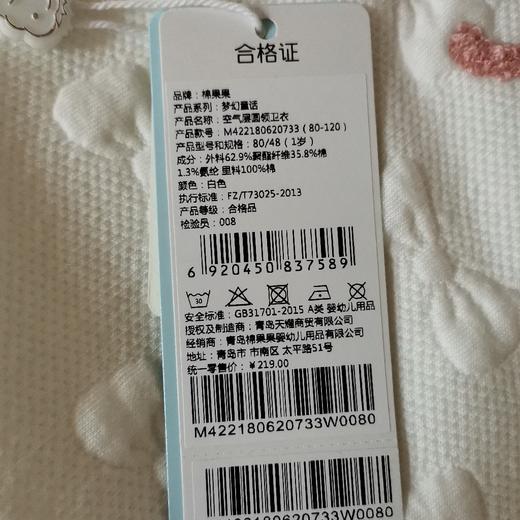 合格证
品牌：棉果果
产品系列：梦幻童话
产品名称：空气层圆领卫衣
产品款号：M422180620733（80-120）
产品型号和规格：80/48（1岁）
成分：外料62.9%聚酯纤维35.8%棉
1.3%氨纶 里料100%棉
颜色：白色
执行标准：FZ/T73025-2013
产品等级：合格品
检验员：008
6 920450 837589
30
安全标准：GB31701-2015 A类 婴幼儿用品
授权及制造商：青岛天耀商贸有限公司
经销商：青岛棉果果婴幼儿用品有限公司
地址：青岛市 市南区 太平路51号
统一零售价：￥219.00
M422180620733W0080